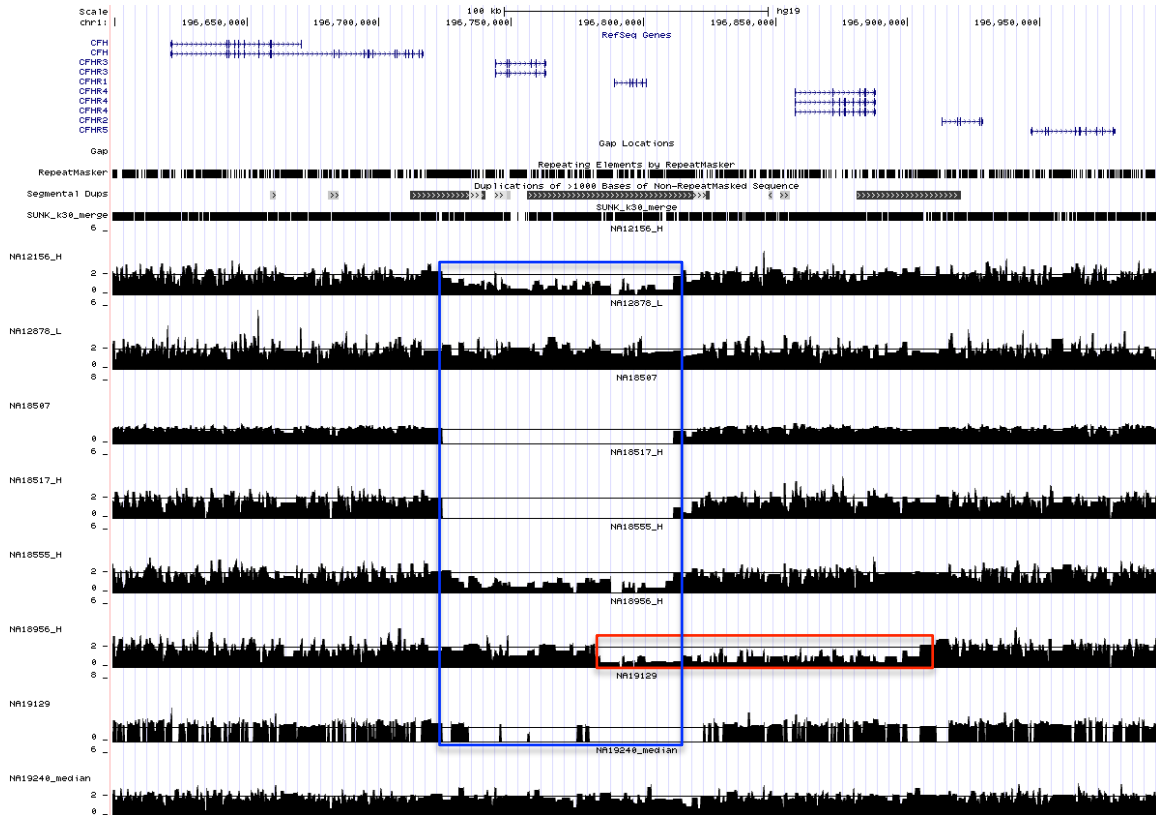 Scale 100 kb hg19
chr1: 196,650,000 196,700,000 196,750,000 196,800,000 196,850,000 196,900,000 196,950,000
RefSeq Genes
CFH
CFH
CFHR3
CFHR3
CFHR1
CFHR4
CFHR4
CFHR4
CFHR2
CFHR5
Gap Locations
Gap
Repeating Elements by RepeatMasker
RepeatMasker
Duplications of >1000 Bases of Non-RepeatMasked Sequence
Segmental Dups
SUNK_k30_merge
SUNK_k30_merge
6 _ NA12156_H
NA12156_H
2 _
0 _
6 _ NA12878_L
NA12878_L
2 _
0 _
8 _ NA18507
NA18507
0 _
6 _ NA18517_H
NA18517_H
2 _
0 _
6 _ NA18555_H
NA18555_H
2 _
0 _
6 _ NA18956_H
NA18956_H
2 _
0 _
8 _ NA19129
NA19129
0 _
6 _ NA19240_median
NA19240_median
2 _
0 _